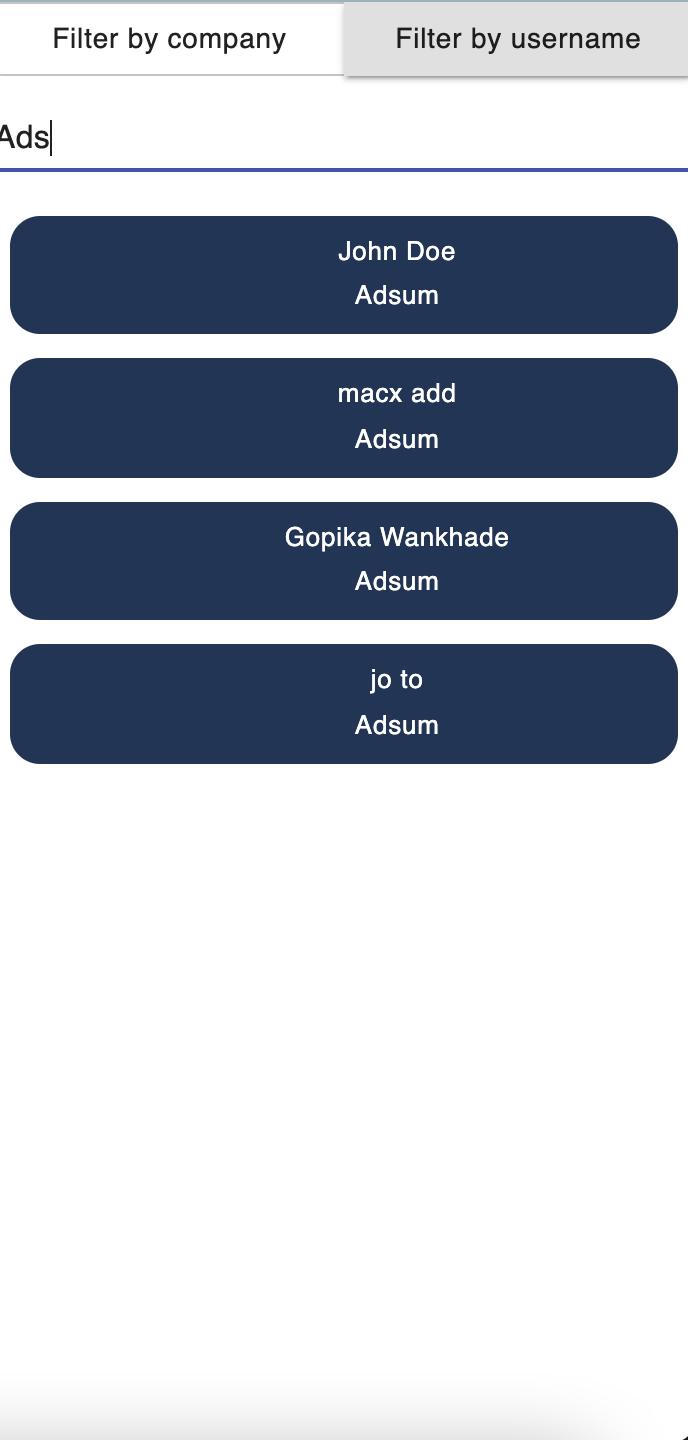 Filter by company
Filter by username
Ads
John Doe
Adsum
macx add
Adsum
Gopika Wankhade
Adsum
jo to
Adsum